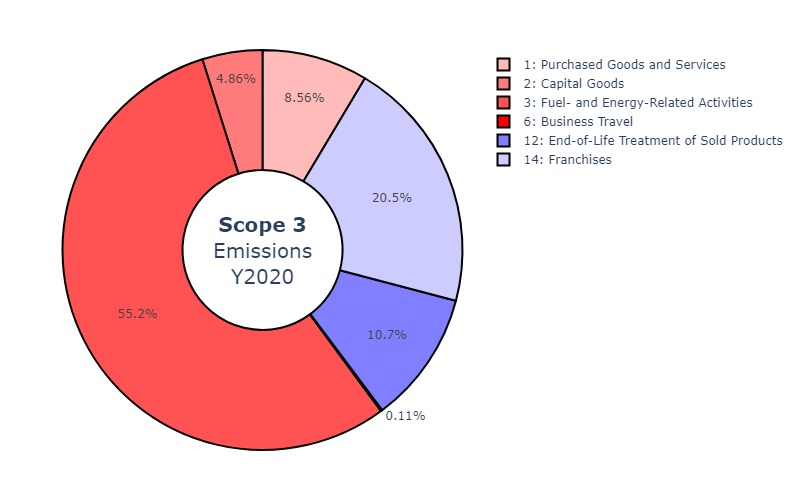 4.86%
8.56%
20.5%
55.2%
10.7%
0.11%
Scope 3
Emissions
Y2020
1: Purchased Goods and Services
2: Capital Goods
3: Fuel- and Energy-Related Activities
6: Business Travel
12: End-of-Life Treatment of Sold Products
14: Franchises